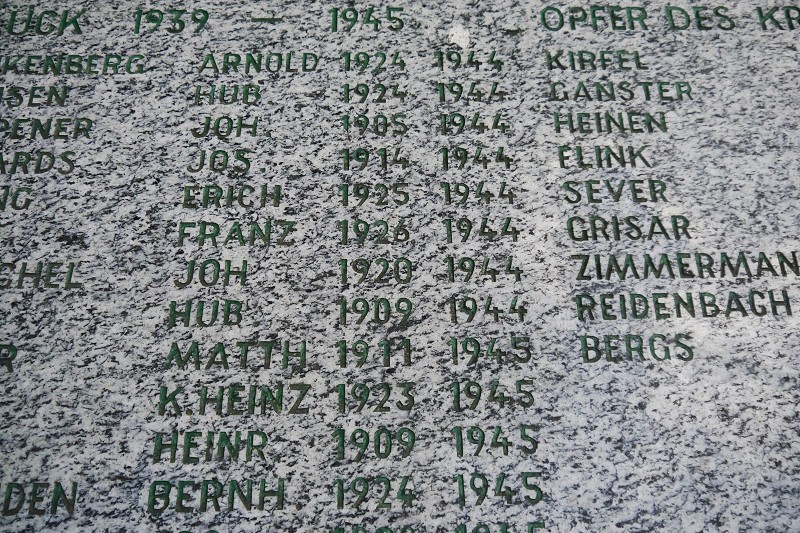 UCK 1939 — 1945 OPFER DES KR
KENBERG ARNOLD 1924 1944 KIRFEL
SEN HUB 1924 1944 GANSTER
PENER JOH. 1905 1944 HEINEN
ARDS JOS 1914 1944 ELINK
NG ERICH 1925 1944 SEVER
FRANZ 1926 1944 GRISAR
CHEL JOH 1920 1944 ZIMMERMAN
HUB 1909 1944 REIDENBACH
R MATTH 1911 1945 BERGS
K.HEINZ 1923 1945
HEINR. 1909 1945
DEN BERNH. 1924 1945